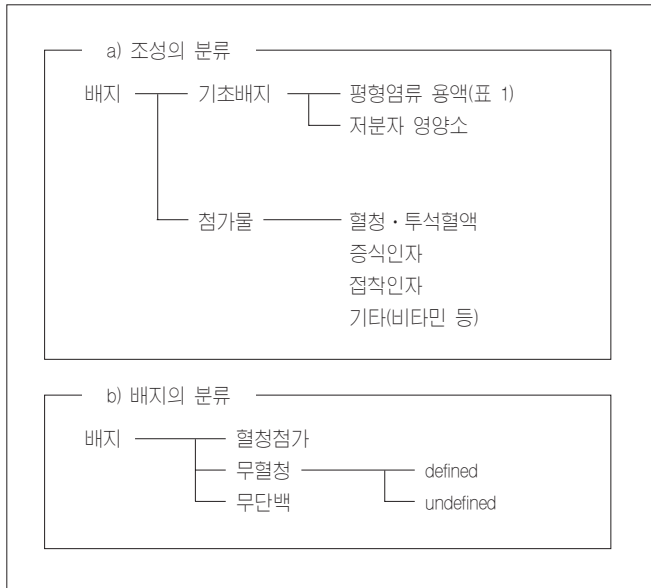 a) 조성의 분류
배지 기초배지 평형염류 용액(표 1)
저분자 영양소
첨가물 혈청·투석혈액
증식인자
접착인자
기타(비타민 등)
b) 배지의 분류
배지 혈청첨가
무혈청 defined
무단백 undefined